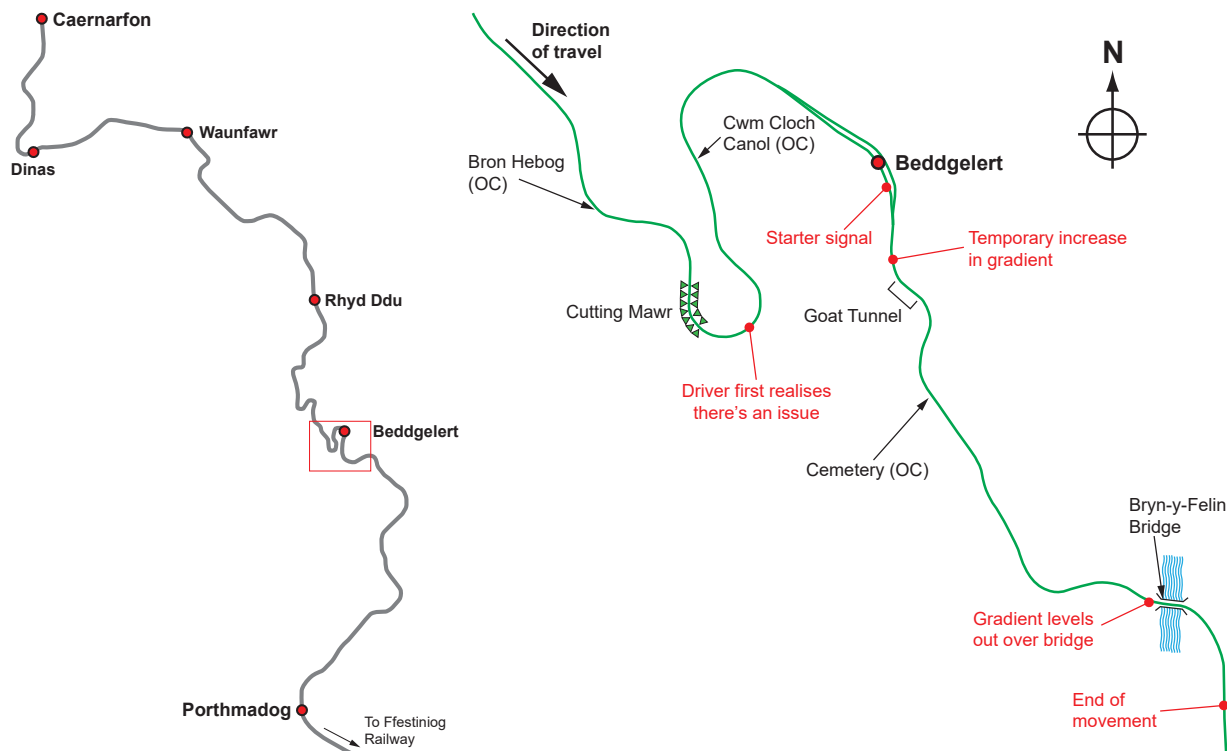 Caernarfon
Waunfawr
Dinas
Rhyd Ddu
Beddgelert
Porthmadog
To Ffestiniog
Railway
Direction
of travel
N
Cwm Cloch
Canol (OC)
Bron Hebog
(OC)
Beddgelert
Starter signal
Temporary increase
in gradient
Cutting Mawr
Goat Tunnel
Driver first realises
there's an issue
Cemetery (OC)
Bryn-y-Felin
Bridge
Gradient levels
out over bridge
End of
movement